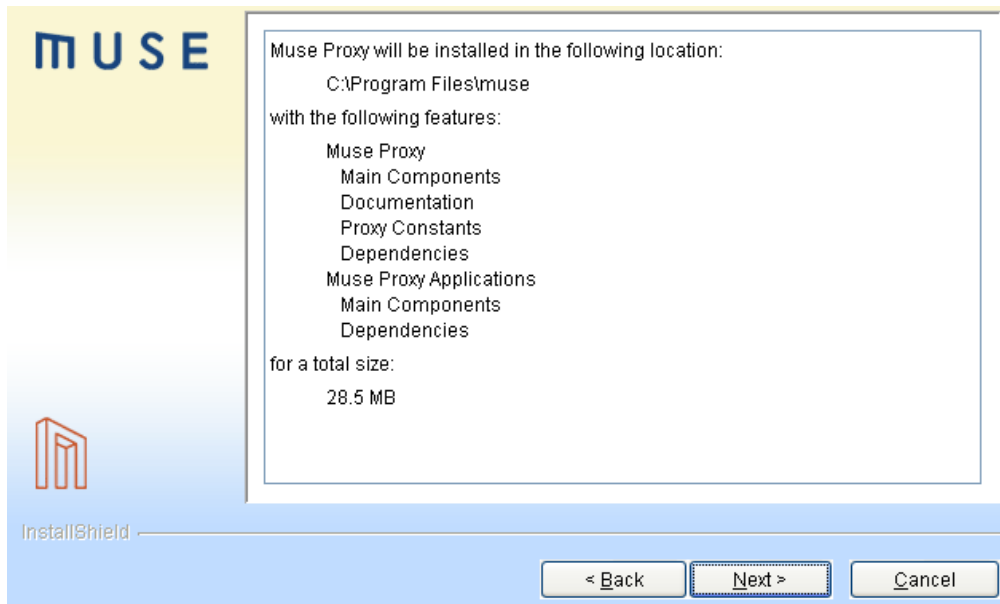 MUSE
Muse Proxy will be installed in the following location:
C:\Program Files\muse
with the following features:
Muse Proxy
Main Components
Documentation
Proxy Constants
Dependencies
Muse Proxy Applications
Main Components
Dependencies
for a total size:
28.5 MB
InstallShield
< Back
Next >
Cancel